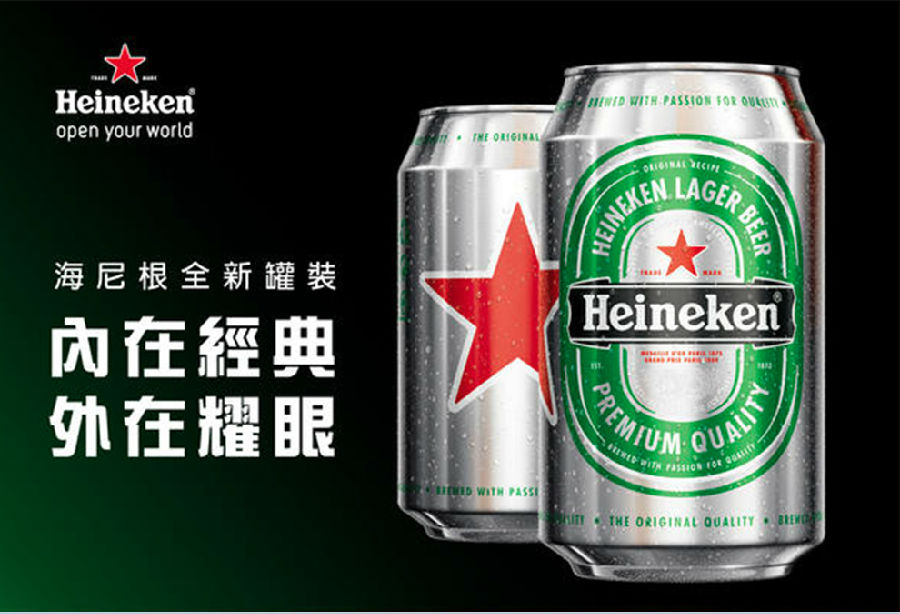 TRADE MARK
Heineken®
open your world
海尼根全新罐裝
內在經典
外在耀眼
THE ORIGINAL
BREWED WITH PASSI
BREWED WITH PASSION FOR QUALITY
ORIGINAL RECIPE
HEINEKEN LAGER BEER
TRADE MARK
Heineken®
EST. 1873
PREMIUM QUALITY
BREWED WITH PASSION FOR QUALITY
THE ORIGINAL QUALITY • BREWED